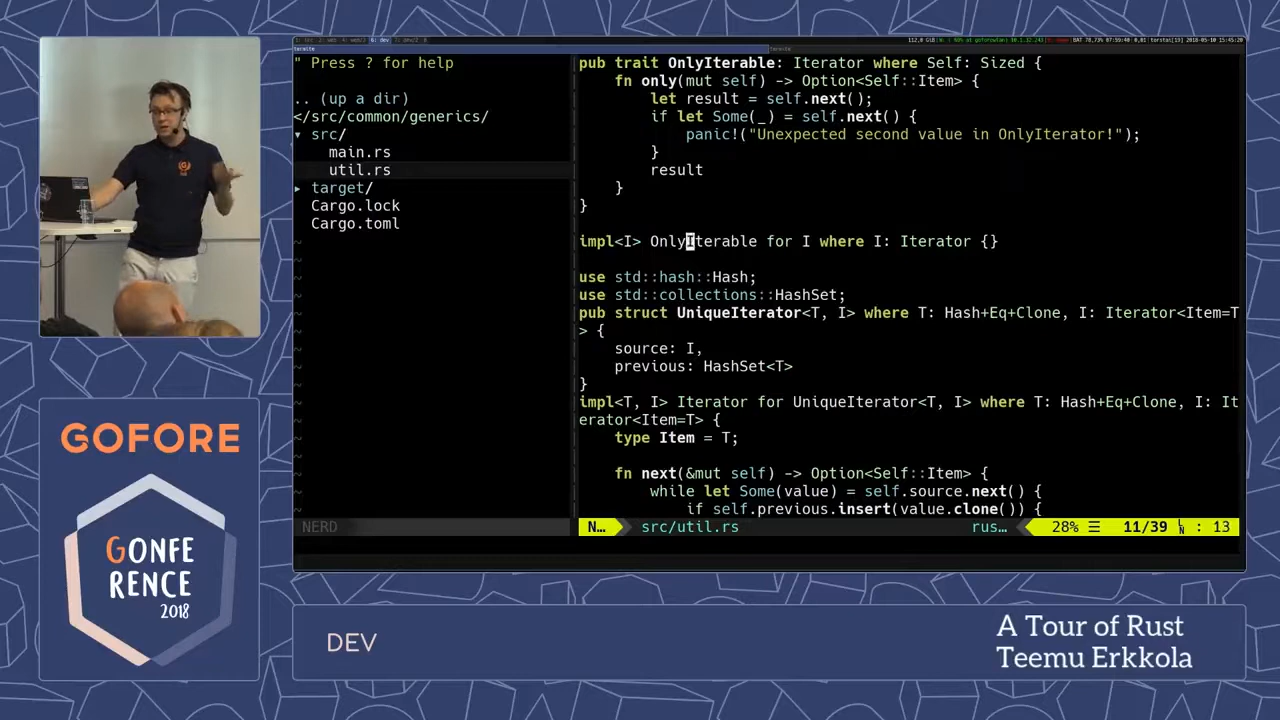 " Press ? for help
.. (up a dir)
</src/common/generics/
▾ src/
main.rs
util.rs
▸ target/
Cargo.lock
Cargo.toml
NERD
pub trait OnlyIterable: Iterator where Self: Sized {
fn only(mut self) -> Option<Self::Item> {
let result = self.next();
if let Some(_) = self.next() {
panic!("Unexpected second value in OnlyIterator!");
}
result
}
}
impl<I> OnlyIterable for I where I: Iterator {}
use std::hash::Hash;
use std::collections::HashSet;
pub struct UniqueIterator<T, I> where T: Hash+Eq+Clone, I: Iterator<Item=T
> {
source: I,
previous: HashSet<T>
}
impl<T, I> Iterator for UniqueIterator<T, I> where T: Hash+Eq+Clone, I: It
erator<Item=T> {
type Item = T;
fn next(&mut self) -> Option<Self::Item> {
while let Some(value) = self.source.next() {
if self.previous.insert(value.clone()) {
N… src/util.rs rus… 28% ☰ 11/39 : 13
GOFORE
GONFE
RENCE
2018
DEV
A Tour of Rust
Teemu Erkkola